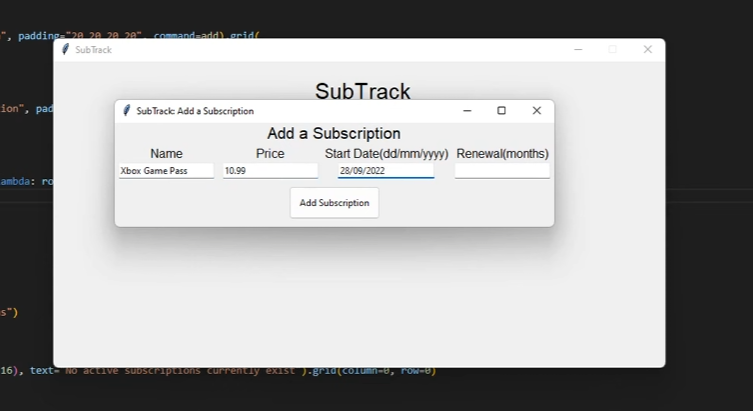 ", padding="20 20 20 20", command=add).grid(
SubTrack
SubTrack
SubTrack: Add a Subscription
ion", pad
Add a Subscription
Name Price Start Date(dd/mm/yyyy) Renewal(months)
Xbox Game Pass 10.99 28/09/2022
ambda: ro
Add Subscription
s")
16), text="No active subscriptions currently exist").grid(column=0, row=0)